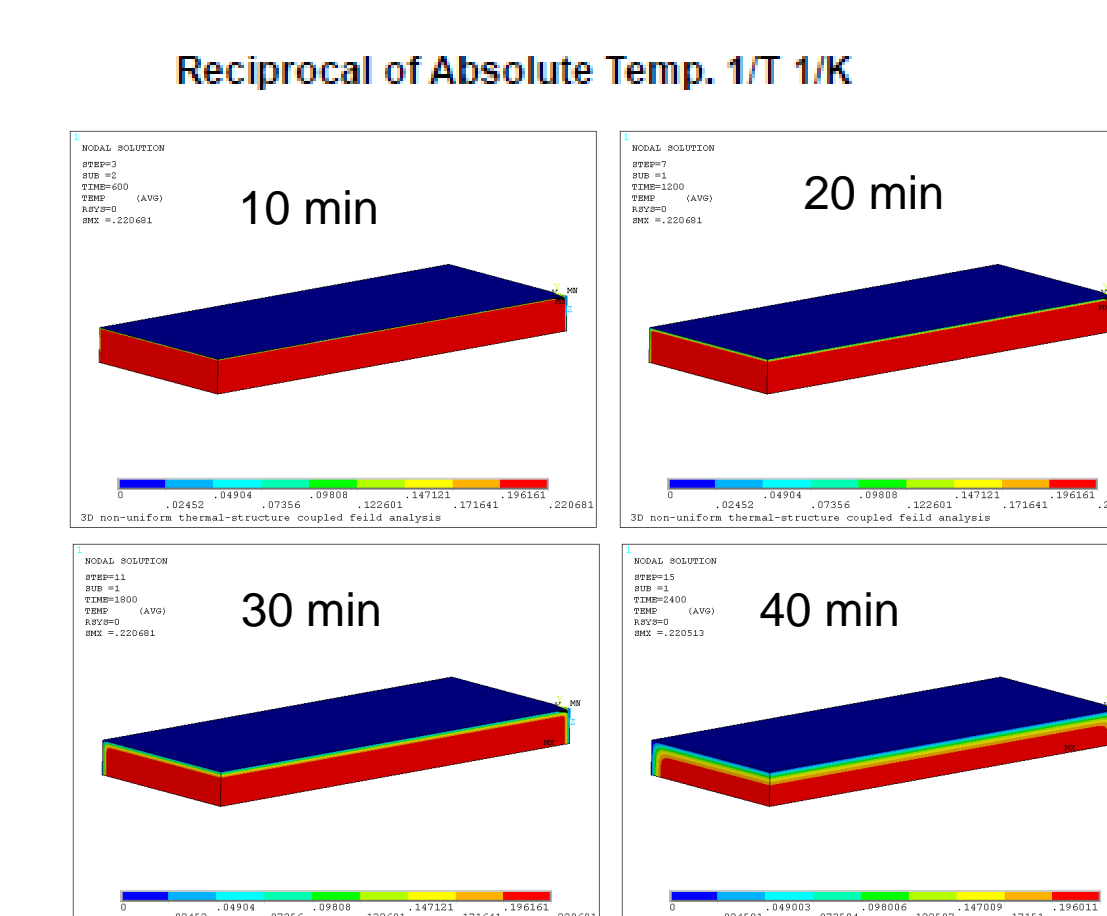 Reciprocal of Absolute Temp. 1/T 1/K
1
NODAL SOLUTION
STEP=3
SUB =2
TIME=600
TEMP (AVG)
RSYS=0
SMX =.220681
10 min
MN
Z
0 .04904 .09808 .147121 .196161
.02452 .07356 .122601 .171641 .220681
3D non-uniform thermal-structure coupled feild analysis
1
NODAL SOLUTION
STEP=7
SUB =1
TIME=1200
TEMP (AVG)
RSYS=0
SMX =.220681
20 min
0 .04904 .09808 .147121 .196161
.02452 .07356 .122601 .171641
3D non-uniform thermal-structure coupled feild analysis
1
NODAL SOLUTION
STEP=11
SUB =1
TIME=1800
TEMP (AVG)
RSYS=0
SMX =.220681
30 min
Y
MN
Z
MX
0 .04904 .09808 .147121 .196161
1
NODAL SOLUTION
STEP=15
SUB =1
TIME=2400
TEMP (AVG)
RSYS=0
SMX =.220513
40 min
MX
0 .049003 .098006 .147009 .196011